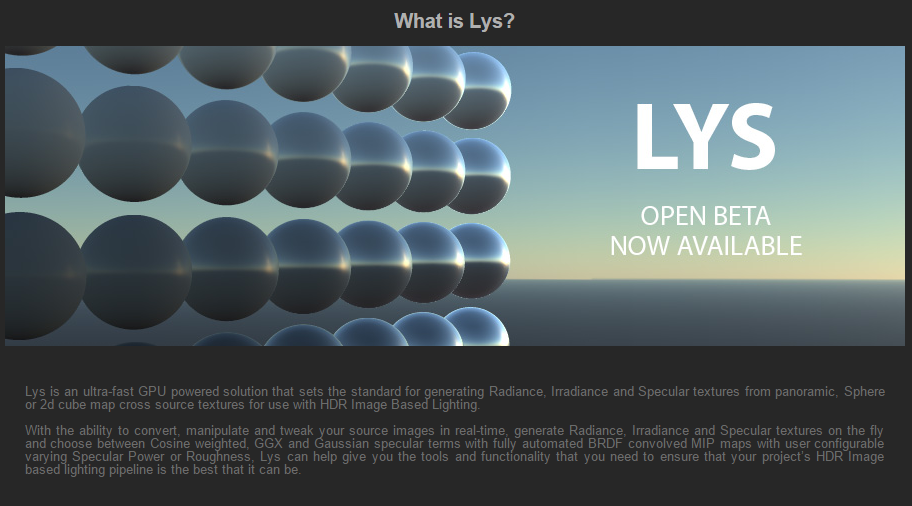 What is Lys?
LYS
OPEN BETA
NOW AVAILABLE
Lys is an ultra-fast GPU powered solution that sets the standard for generating Radiance, Irradiance and Specular textures from panoramic, Sphere
or 2d cube map cross source textures for use with HDR Image Based Lighting.
With the ability to convert, manipulate and tweak your source images in real-time, generate Radiance, Irradiance and Specular textures on the fly
and choose between Cosine weighted, GGX and Gaussian specular terms with fully automated BRDF convolved MIP maps with user configurable
varying Specular Power or Roughness, Lys can help give you the tools and functionality that you need to ensure that your project's HDR Image
based lighting pipeline is the best that it can be.